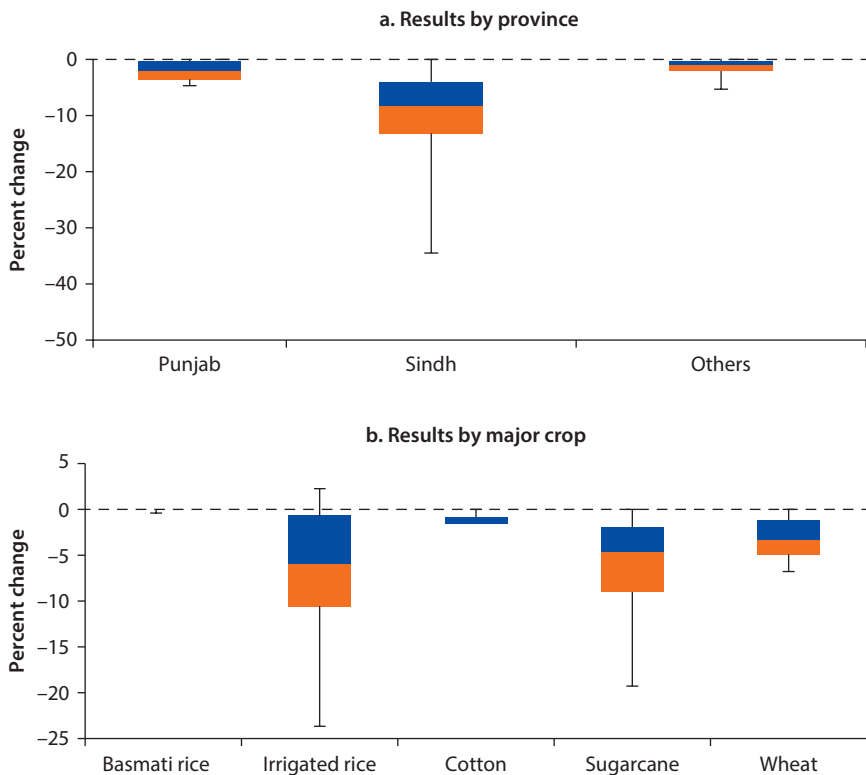 a. Results by province
Percent change
0
–10
–20
–30
–40
–50
Punjab Sindh Others
b. Results by major crop
Percent change
5
0
–5
–10
–15
–20
–25
Basmati rice Irrigated rice Cotton Sugarcane Wheat